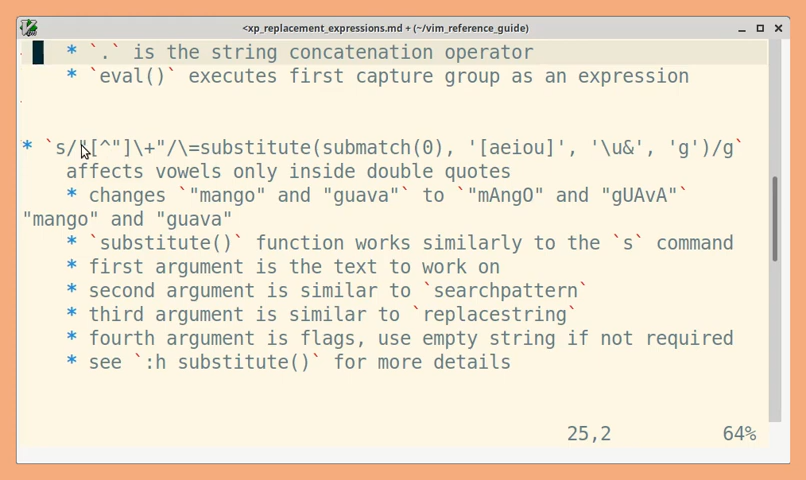 <xp_replacement_expressions.md + (~/vim_reference_guide)
* `.` is the string concatenation operator
* `eval()` executes first capture group as an expression
* `s/"[^"]\+"/\=substitute(submatch(0), '[aeiou]', '\u&', 'g')/g`
affects vowels only inside double quotes
* changes `"mango" and "guava"` to `"mAngO" and "gUAvA"`
"mango" and "guava"
* `substitute()` function works similarly to the `s` command
* first argument is the text to work on
* second argument is similar to `searchpattern`
* third argument is similar to `replacestring`
* fourth argument is flags, use empty string if not required
* see `:h substitute()` for more details
25,2 64%